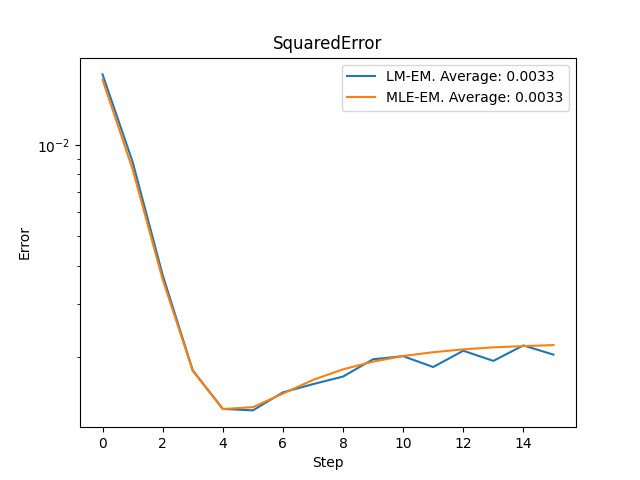 SquaredError
LM-EM. Average: 0.0033
MLE-EM. Average: 0.0033
10⁻²
Error
0 2 4 6 8 10 12 14
Step